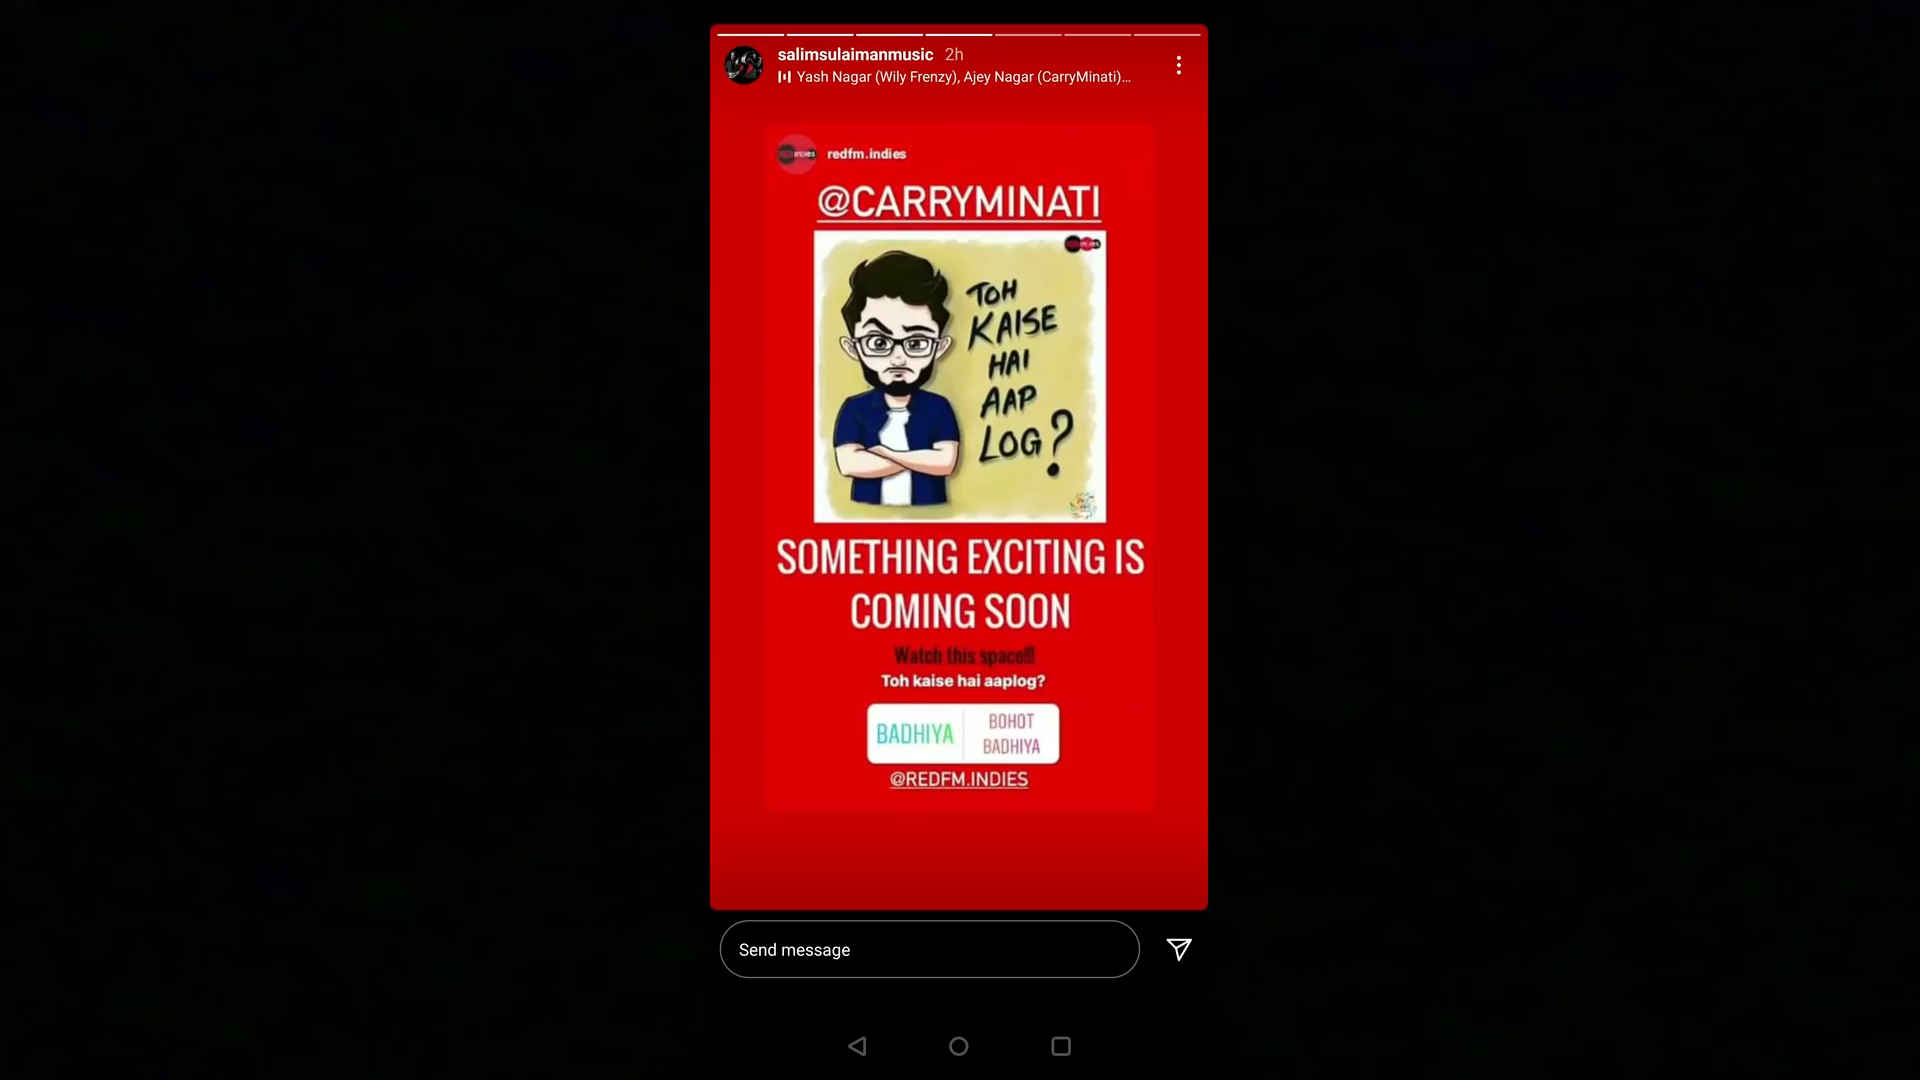 salimsulaimanmusic 2h
Yash Nagar (Wily Frenzy), Ajey Nagar (CarryMinati)...
redfm.indies
@CARRYMINATI
TOH
KAISE
HAI
AAP
LOG?
SOMETHING EXCITING IS
COMING SOON
Watch this space!!!
Toh kaise hai aaplog?
BADHIYA
BOHOT
BADHIYA
@REDFM.INDIES
Send message